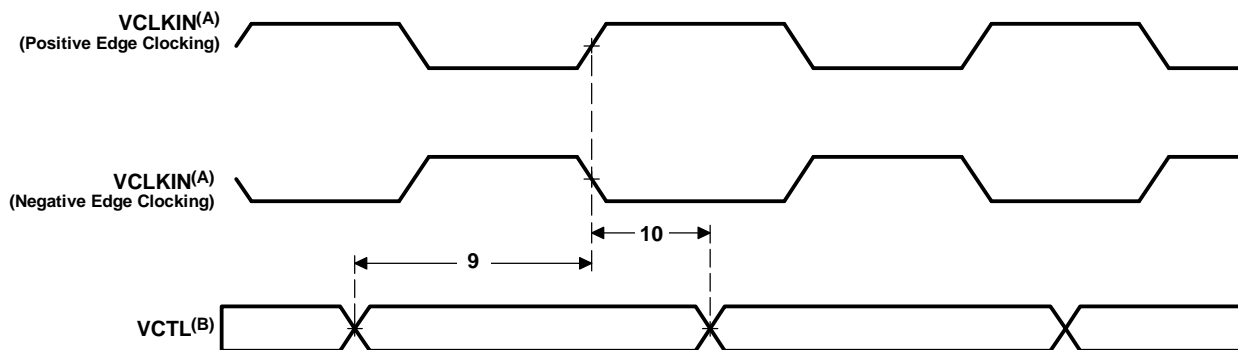 VCLKIN(A)
(Positive Edge Clocking)
VCLKIN(A)
(Negative Edge Clocking)
10
9
VCTL(B)